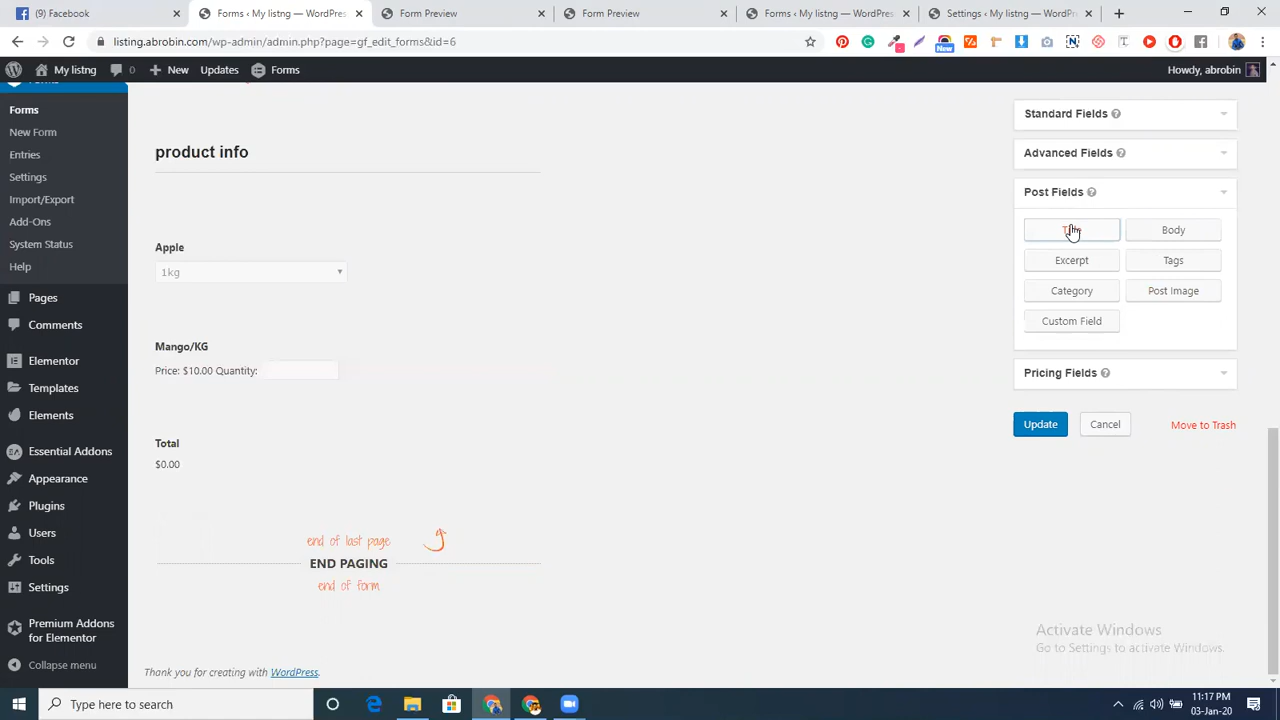 (9) Facebook
Forms ‹ My listng — WordPress
Form Preview
Form Preview
Forms ‹ My listng — WordPress
Settings ‹ My listng — WordPress
listing.abrobin.com/wp-admin/admin.php?page=gf_edit_forms&id=6
New
My listng
0
New
Updates
Forms
Howdy, abrobin
Forms
New Form
Entries
Settings
Import/Export
Add-Ons
System Status
Help
Pages
Comments
Elementor
Templates
Elements
Essential Addons
Appearance
Plugins
Users
Tools
Settings
Premium Addons
for Elementor
Collapse menu
product info
Apple
1kg
Mango/KG
Price: $10.00 Quantity:
Total
$0.00
end of last page
END PAGING
end of form
Thank you for creating with WordPress.
Standard Fields
Advanced Fields
Post Fields
Body
Excerpt
Tags
Category
Post Image
Custom Field
Pricing Fields
Update
Cancel
Move to Trash
Activate Windows
Go to Settings to activate Windows.
Type here to search
11:17 PM
03-Jan-20